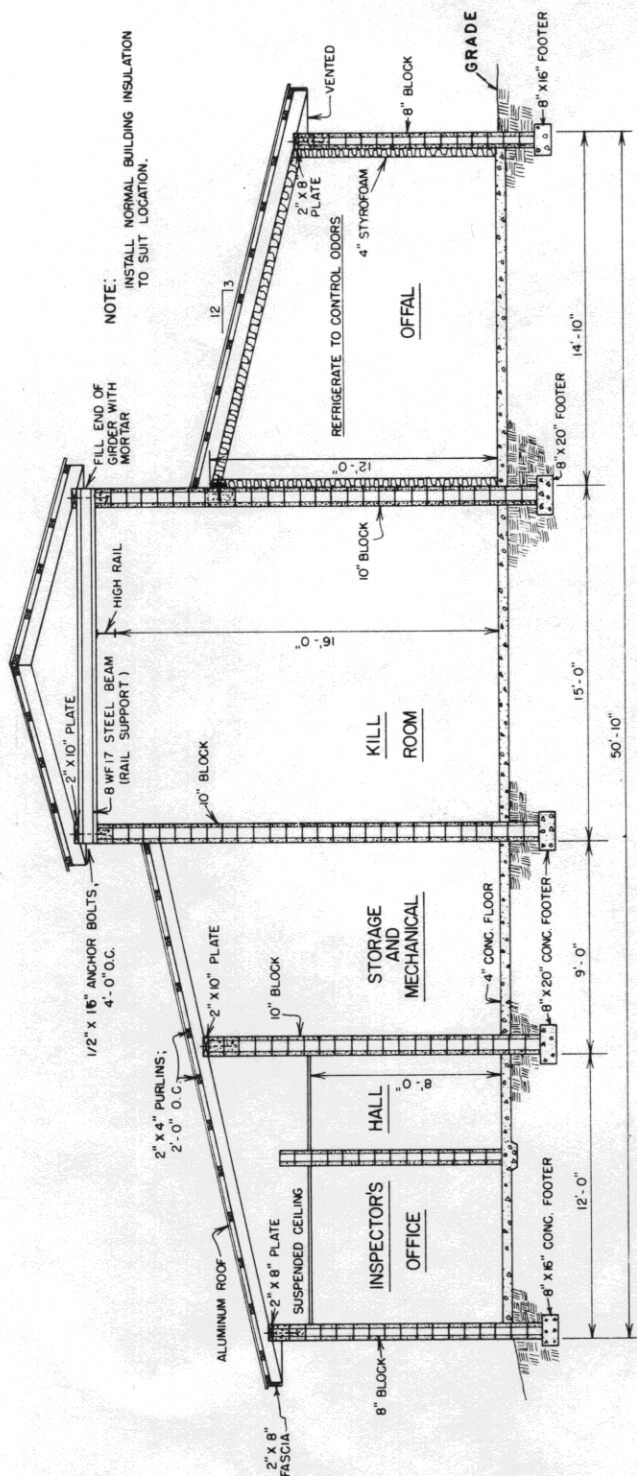 NOTE:
INSTALL NORMAL BUILDING INSULATION
TO SUIT LOCATION.
FILL END OF
GIRDER WITH
MORTAR
2" X 10" PLATE
8 WF 17 STEEL BEAM
(RAIL SUPPORT)
HIGH RAIL
1/2" X 16" ANCHOR BOLTS,
4'-0" O.C.
2" X 4" PURLINS;
2'-0" O.C.
ALUMINUM ROOF
2" X 8" PLATE
SUSPENDED CEILING
2" X 8"
FASCIA
8" BLOCK
INSPECTOR'S
OFFICE
HALL
8'-0"
2" X 10" PLATE
10" BLOCK
STORAGE
AND
MECHANICAL
4" CONC. FLOOR
10" BLOCK
KILL
ROOM
16'-0"
10" BLOCK
12
3
12'-0"
REFRIGERATE TO CONTROL ODORS
OFFAL
2" X 8"
PLATE
4" STYROFOAM
VENTED
8" BLOCK
GRADE
8" X 16" CONC. FOOTER
8" X 20" CONC. FOOTER
8" X 20" FOOTER
8" X 16" FOOTER
12'-0"
9'-0"
15'-0"
14'-10"
50'-10"